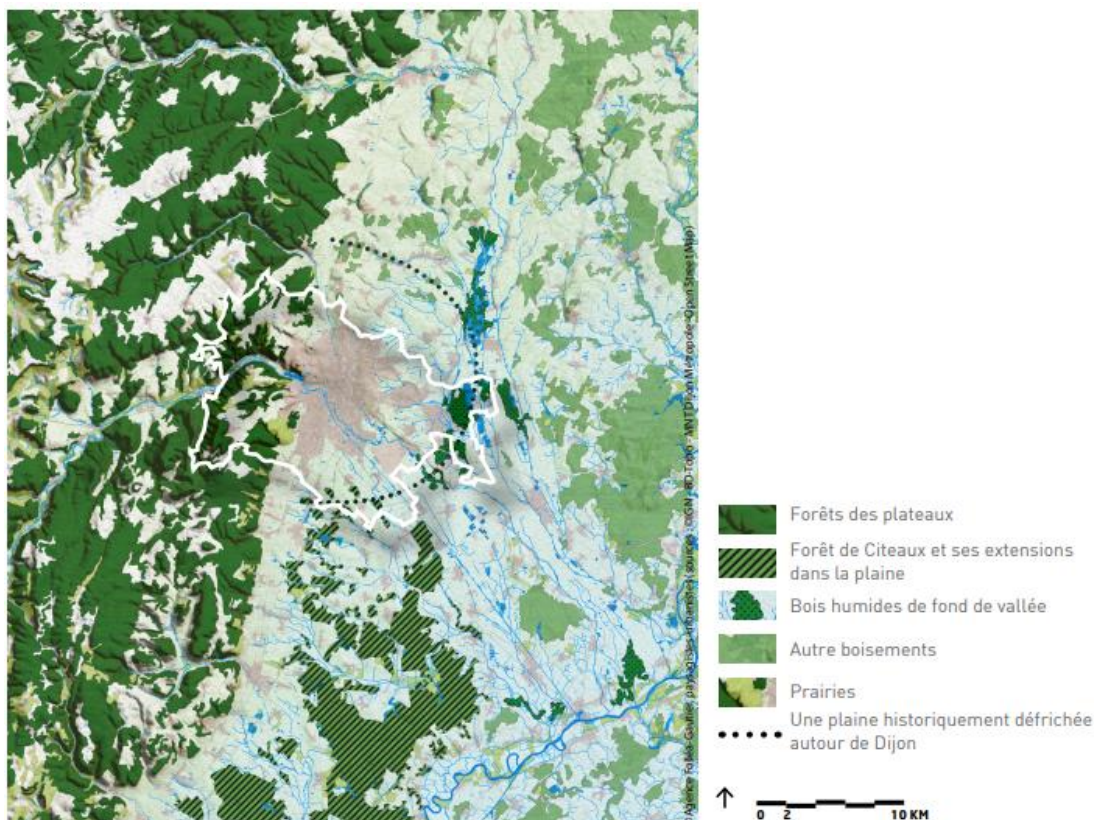 Forêts des plateaux
Forêt de Citeaux et ses extensions
dans la plaine
Bois humides de fond de vallée
Autre boisements
Prairies
Une plaine historiquement défrichée
autour de Dijon
0 2 10 KM